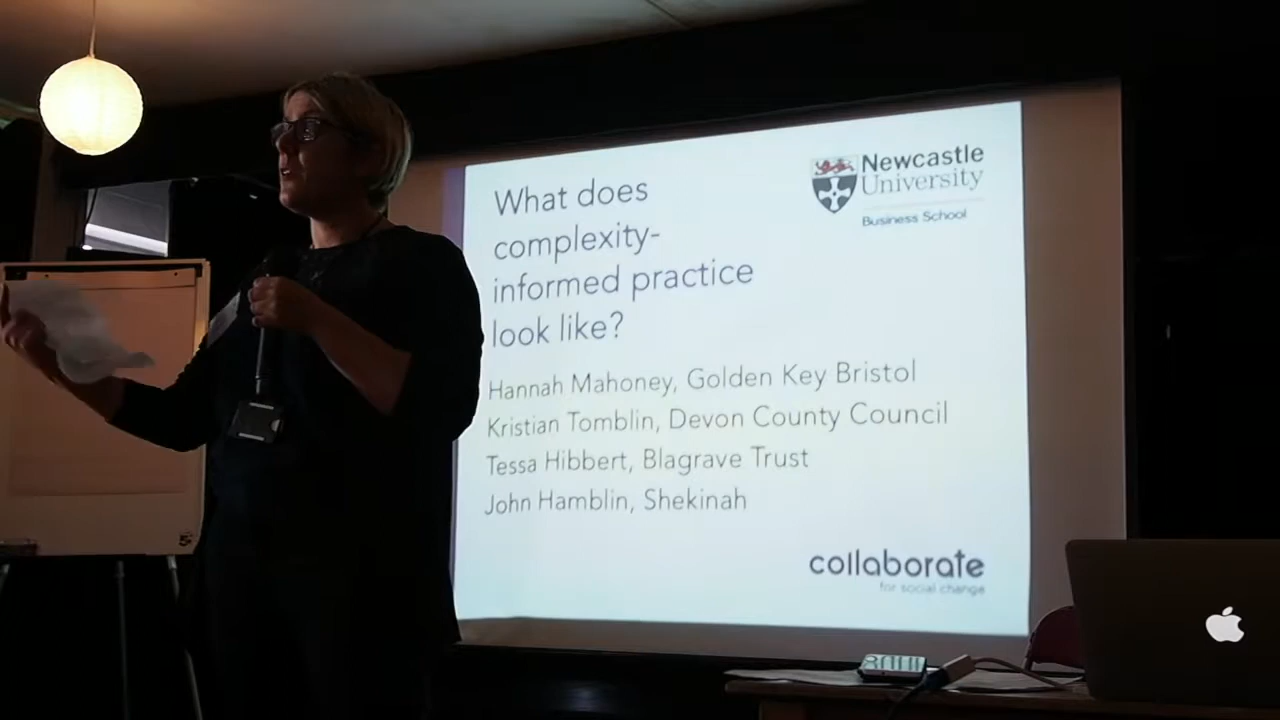 What does
complexity-
informed practice
look like?
Newcastle
University
Business School
Hannah Mahoney, Golden Key Bristol
Kristian Tomblin, Devon County Council
Tessa Hibbert, Blagrave Trust
John Hamblin, Shekinah
collaborate
for social change